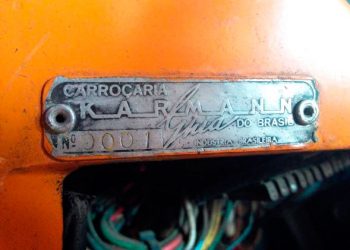 CARROÇARIA
KARMANN
Ghia DO BRASIL
Nº 0001 INDÚSTRIA BRASILEIRA